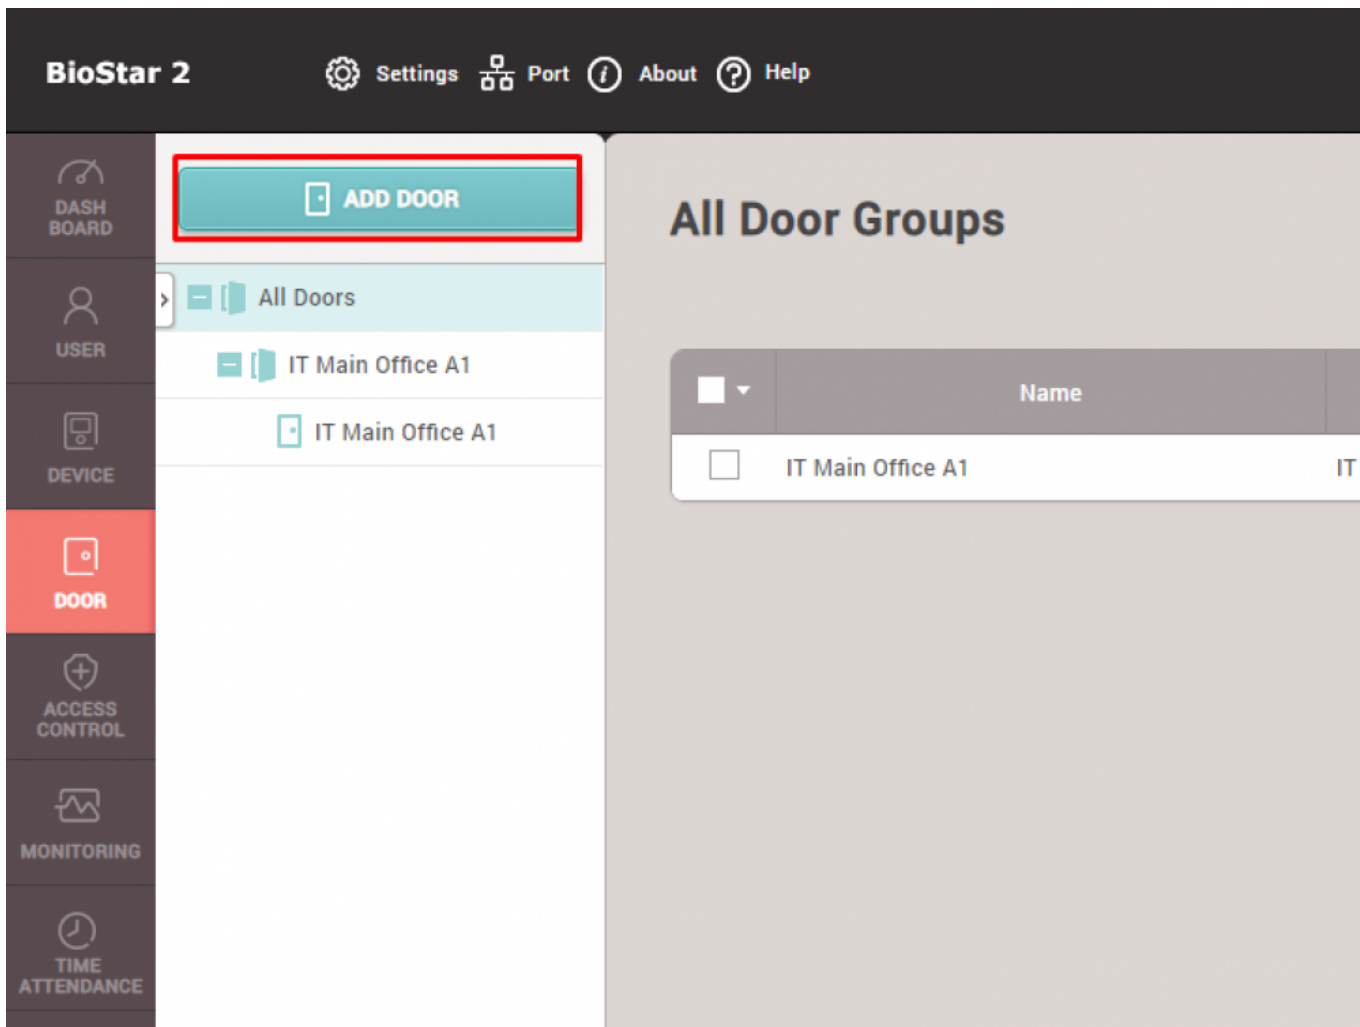 BioStar 2
Settings Port About Help
DASH
BOARD
USER
DEVICE
DOOR
ACCESS
CONTROL
MONITORING
TIME
ATTENDANCE
ADD DOOR
All Doors
IT Main Office A1
IT Main Office A1
All Door Groups
Name
IT Main Office A1 IT